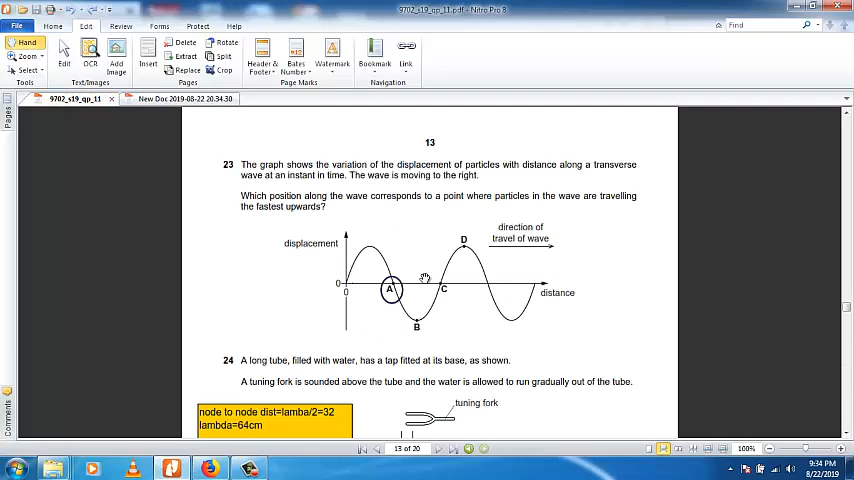 9702_s19_qp_11.pdf - Nitro Pro 8
File
Home
Edit
Review
Forms
Protect
Help
Find
Hand
Zoom
Select
Tools
Edit
OCR
Add
Image
Text/Images
Insert
Delete
Extract
Replace
Rotate
Split
Crop
Pages
Header &
Footer
Bates
Number
Watermark
Page Marks
Bookmark
Link
Navigation
9702_s19_qp_11
New Doc 2019-08-22 20.34.30
Pages
Comments
13
23 The graph shows the variation of the displacement of particles with distance along a transverse
wave at an instant in time. The wave is moving to the right.
Which position along the wave corresponds to a point where particles in the wave are travelling
the fastest upwards?
direction of
travel of wave
displacement
D
0
A
C
0
distance
B
24 A long tube, filled with water, has a tap fitted at its base, as shown.
A tuning fork is sounded above the tube and the water is allowed to run gradually out of the tube.
node to node dist=lamba/2=32
lambda=64cm
tuning fork
13 of 20
100%
9:34 PM
8/22/2019